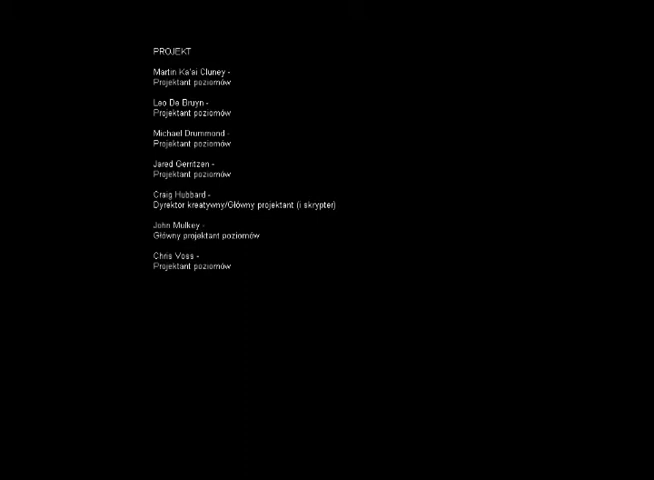 PROJEKT
Martin Ka'ai Cluney -
Projektant poziomów
Leo De Bruyn -
Projektant poziomów
Michael Drummond -
Projektant poziomów
Jared Gerritzen -
Projektant poziomów
Craig Hubbard -
Dyrektor kreatywny/Główny projektant (i skrypter)
John Mulkey -
Główny projektant poziomów
Chris Voss -
Projektant poziomów